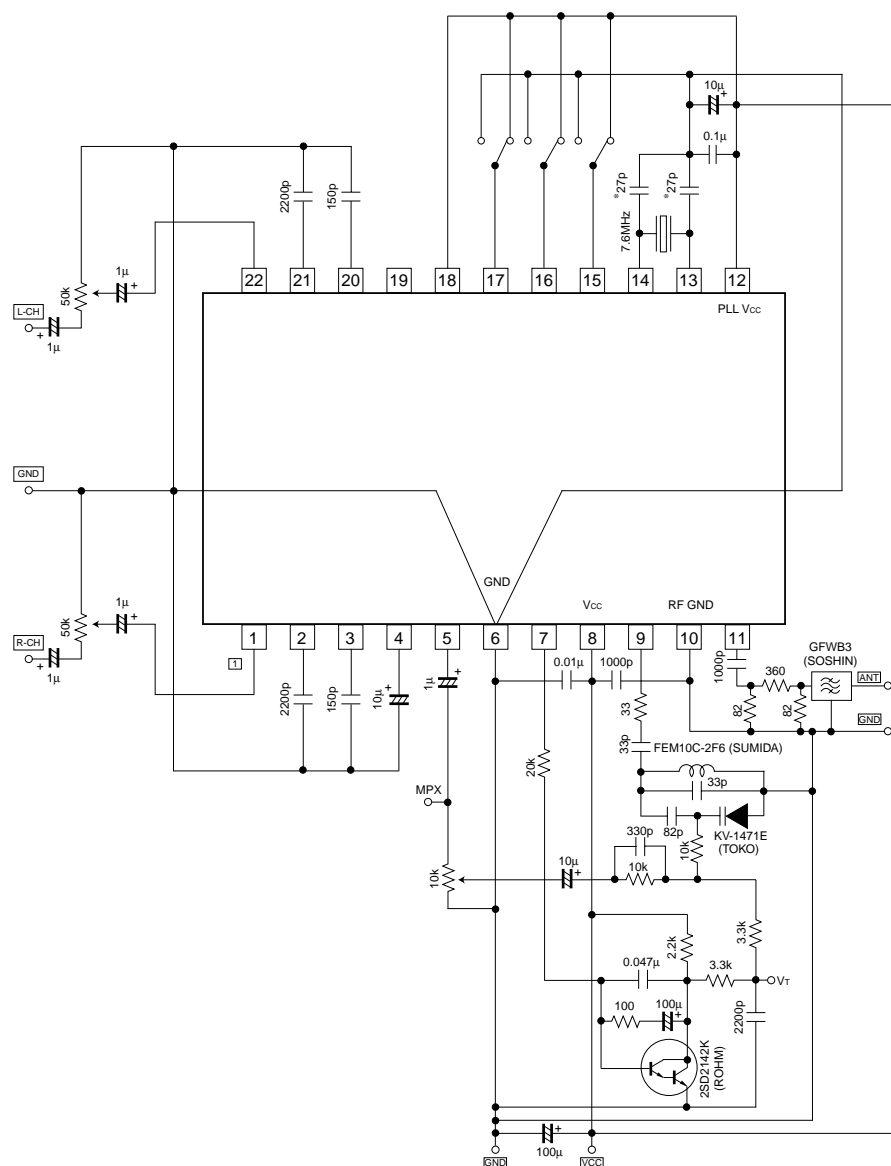 10μ
+
0.1μ
*27p
*27p
7.6MHz
2200p
150p
1μ
+
50k
L-CH
+
1μ
22
21
20
19
18
17
16
15
14
13
12
PLL VCC
GND
GND
VCC
RF GND
1μ
+
50k
R-CH
+
1μ
1
2
3
4
5
6
7
8
9
10
11
1
2200p
150p
10μ
+
1μ
+
0.01μ
1000p
1000p
33
33p
360
82
82
GFWB3
(SOSHIN)
ANT
GND
FEM10C-2F6 (SUMIDA)
33p
82p
KV-1471E
(TOKO)
20k
MPX
10k
10μ
+
330p
10k
10k
3.3k
2.2k
0.047μ
3.3k
VT
100
100μ
+
2200p
2SD2142K
(ROHM)
+
100μ
GND
VCC